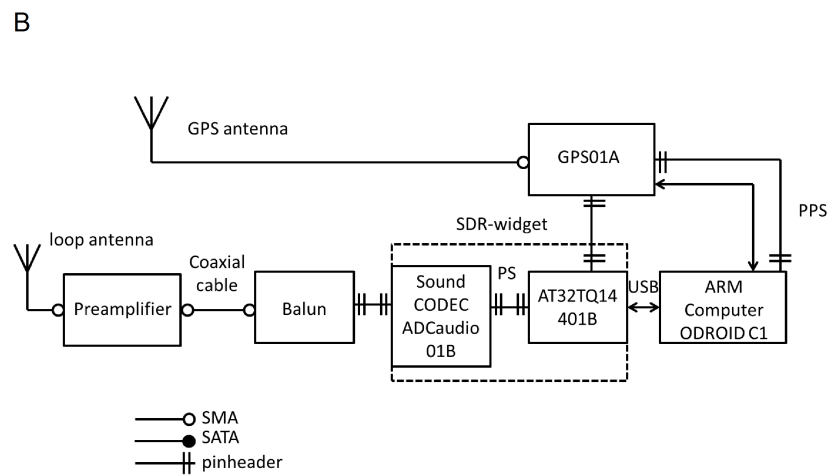 B
GPS antenna
GPS01A
PPS
SDR-widget
loop antenna
Coaxial
cable
Preamplifier
Balun
Sound
CODEC
ADCaudio
01B
PS
AT32TQ14
401B
USB
ARM
Computer
ODROID C1
SMA
SATA
pinheader